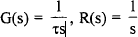 G(s) = 1/τs|, R(s) = 1/s